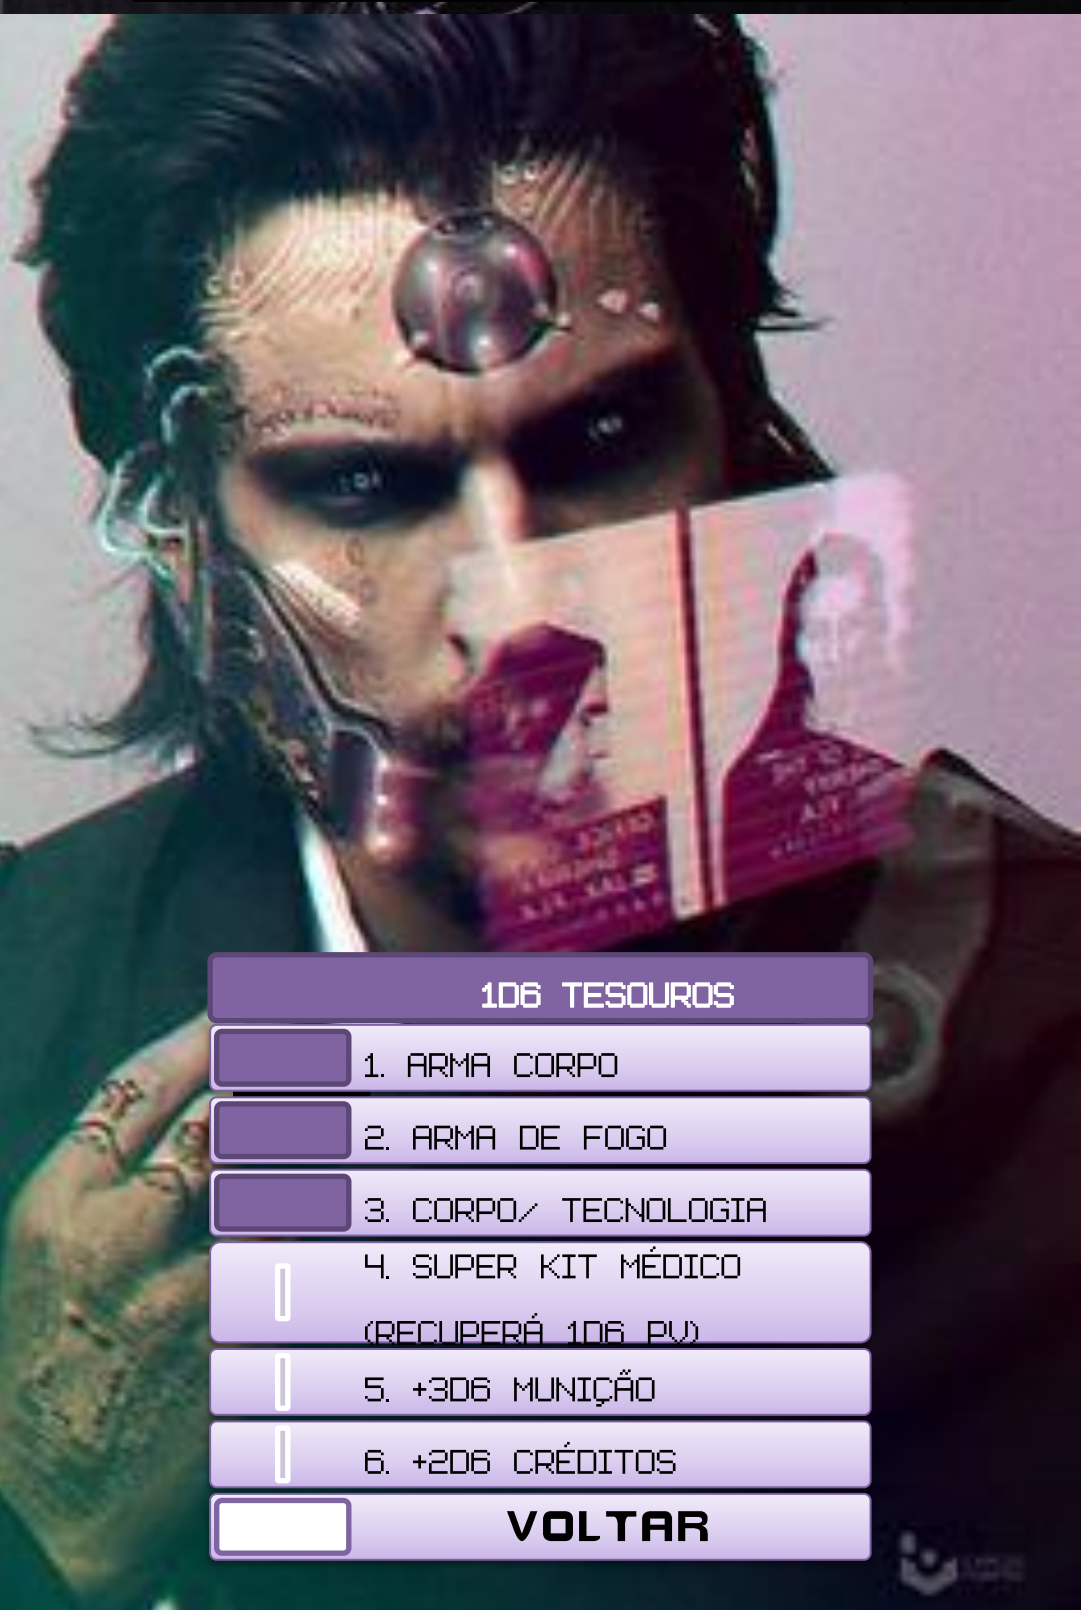 1D6 TESOUROS
1. ARMA CORPO
2. ARMA DE FOGO
3. CORPO/ TECNOLOGIA
4. SUPER KIT MÉDICO
(RECUPERÁ 1D6 PV)
5. +3D6 MUNIÇÃO
6. +2D6 CRÉDITOS
VOLTAR